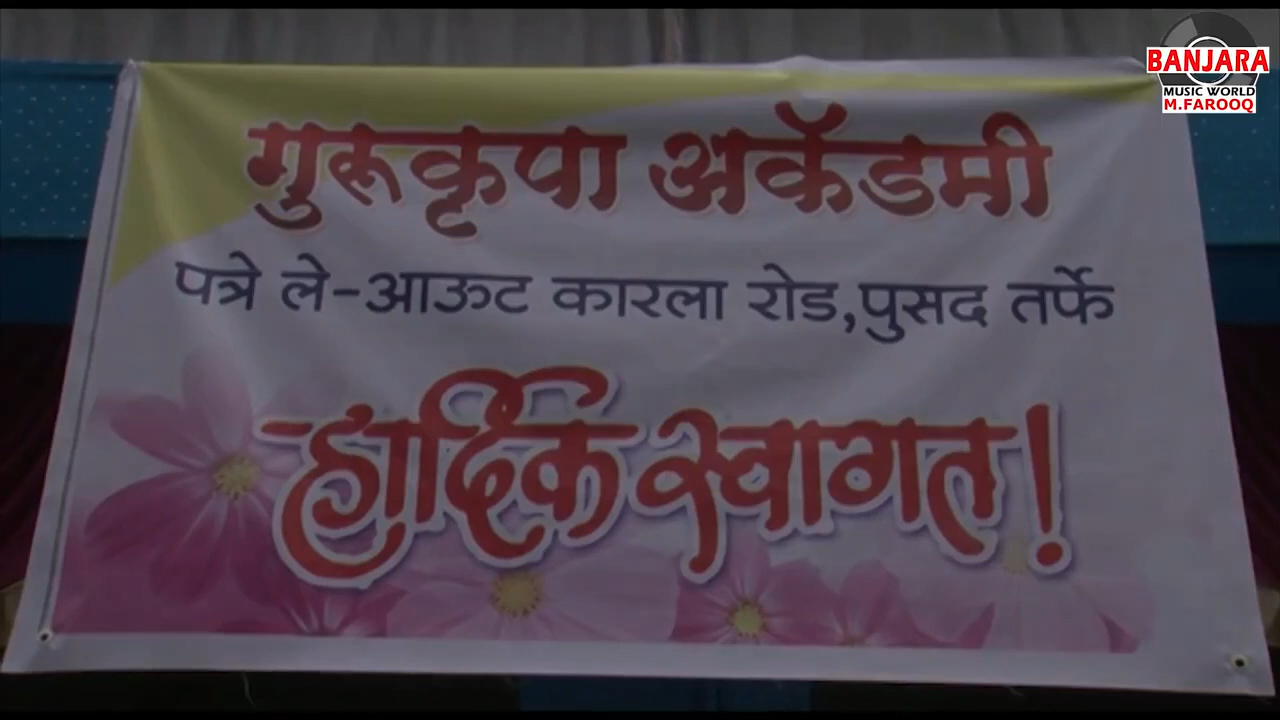 BANJARA
MUSIC WORLD
M.FAROOQ
गुरूकृपा अकॅडमी
पत्रे ले-आऊट कारला रोड,पुसद तर्फे
हार्दिक स्वागत!